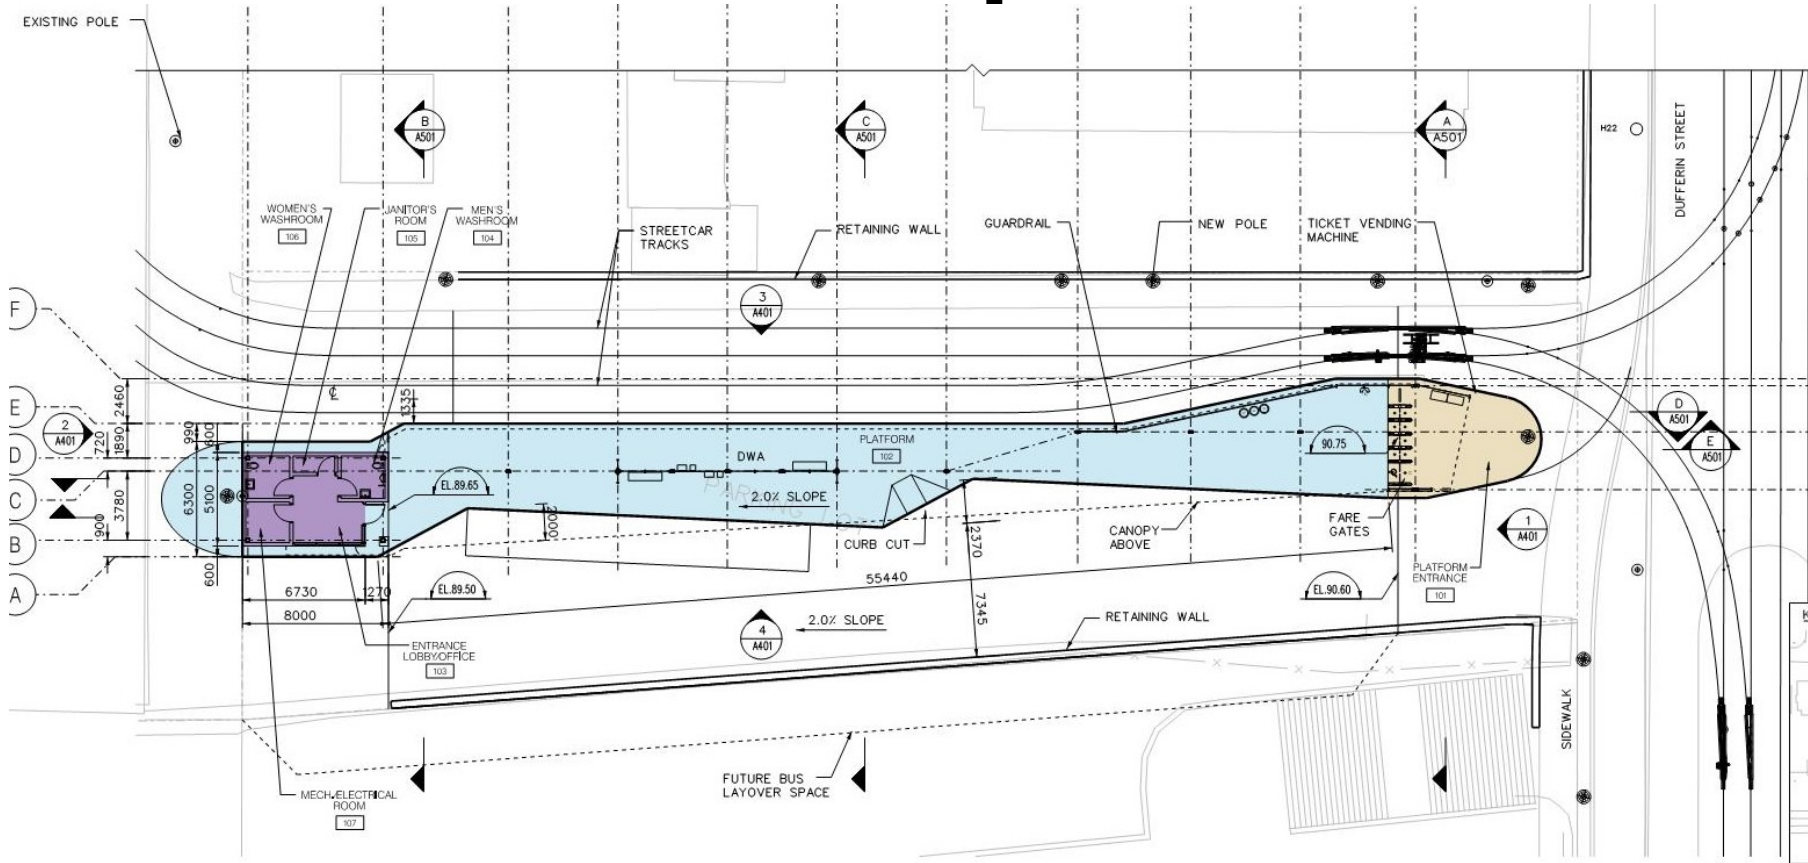 EXISTING POLE
B
A501
C
A501
A
A501
H22
DUFFERIN STREET
WOMEN'S
WASHROOM
106
JANITOR'S
ROOM
105
MEN'S
WASHROOM
104
STREETCAR
TRACKS
RETAINING WALL
GUARDRAIL
NEW POLE
TICKET VENDING
MACHINE
3
A401
F
E
D
C
B
A
2
A401
2460
1890
720
3780
900
990
600
6300
5100
600
1335
EL.89.65
DWA
PLATFORM
102
2.0% SLOPE
PARKING LOT
2000
CURB CUT
2370
90.75
D
A501
E
A501
CANOPY
ABOVE
FARE
GATES
1
A401
PLATFORM
ENTRANCE
101
6730
1270
8000
EL.89.50
55440
EL.90.60
7345
4
A401
2.0% SLOPE
RETAINING WALL
ENTRANCE
LOBBY/OFFICE
103
SIDEWALK
FUTURE BUS
LAYOVER SPACE
MECH./ELECTRICAL
ROOM
107